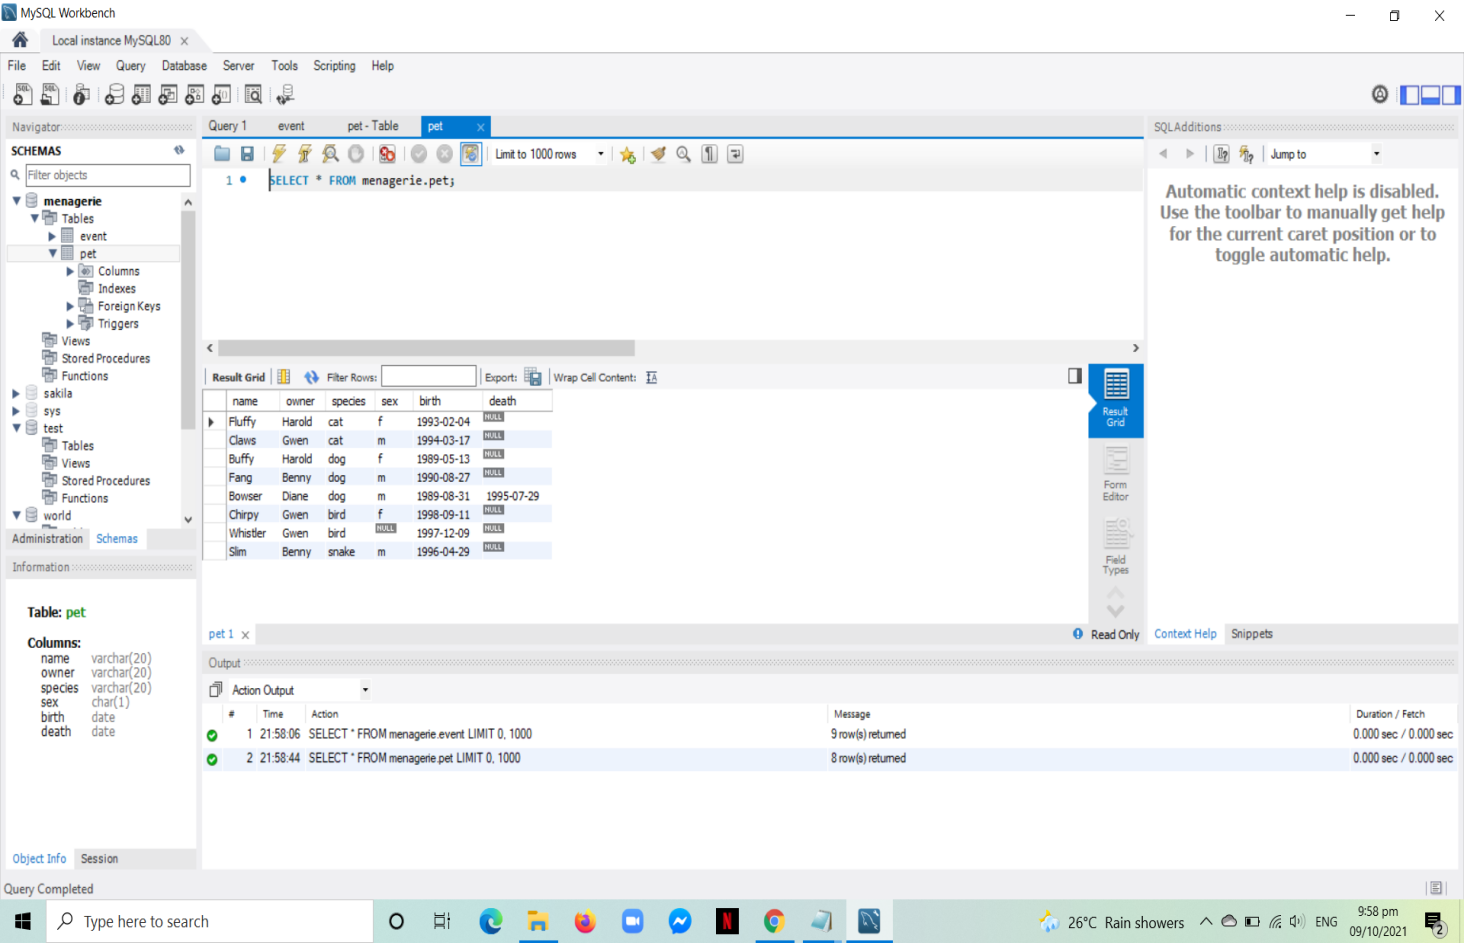 MySQL Workbench
Local instance MySQL80
File Edit View Query Database Server Tools Scripting Help
Navigator
SCHEMAS
Filter objects
menagerie
Tables
event
pet
Columns
Indexes
Foreign Keys
Triggers
Views
Stored Procedures
Functions
sakila
sys
test
Tables
Views
Stored Procedures
Functions
world
Administration Schemas
Information
Table: pet
Columns:
name varchar(20)
owner varchar(20)
species varchar(20)
sex char(1)
birth date
death date
Object Info Session
Query Completed
Query 1 event pet - Table pet
Limit to 1000 rows
1 SELECT * FROM menagerie.pet;
Result Grid Filter Rows: Export: Wrap Cell Content:
name owner species sex birth death
Fluffy Harold cat f 1993-02-04 NULL
Claws Gwen cat m 1994-03-17 NULL
Buffy Harold dog f 1989-05-13 NULL
Fang Benny dog m 1990-08-27 NULL
Bowser Diane dog m 1989-08-31 1995-07-29
Chirpy Gwen bird f 1998-09-11 NULL
Whistler Gwen bird NULL 1997-12-09 NULL
Slim Benny snake m 1996-04-29 NULL
Result
Grid
Form
Editor
Field
Types
pet 1
Read Only
SQLAdditions
Jump to
Automatic context help is disabled.
Use the toolbar to manually get help
for the current caret position or to
toggle automatic help.
Context Help Snippets
Output
Action Output
# Time Action Message Duration / Fetch
1 21:58:06 SELECT * FROM menagerie.event LIMIT 0, 1000 9 row(s) returned 0.000 sec / 0.000 sec
2 21:58:44 SELECT * FROM menagerie.pet LIMIT 0, 1000 8 row(s) returned 0.000 sec / 0.000 sec
Type here to search
26°C Rain showers
ENG
9:58 pm
09/10/2021
2